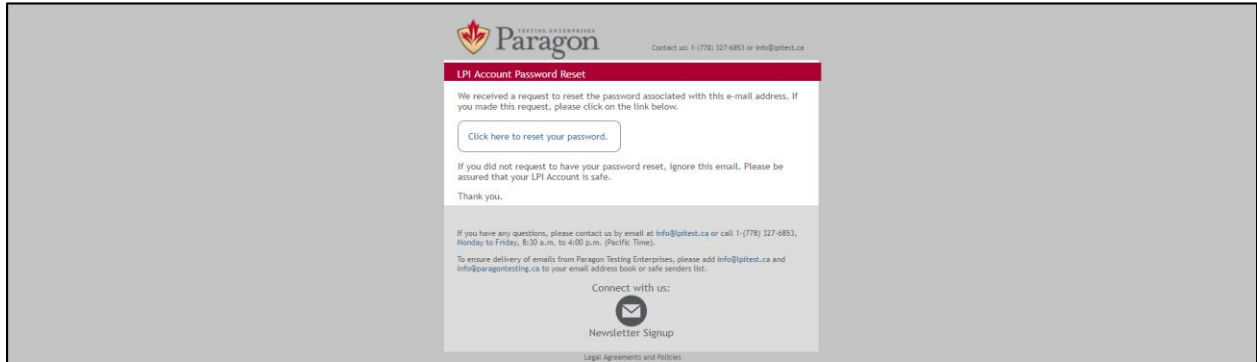 TESTING ENTERPRISES
Paragon
Contact us: 1-(778) 327-6853 or info@lpitest.ca
LPI Account Password Reset
We received a request to reset the password associated with this e-mail address. If
you made this request, please click on the link below.
Click here to reset your password.
If you did not request to have your password reset, ignore this email. Please be
assured that your LPI Account is safe.
Thank you.
If you have any questions, please contact us by email at info@lpitest.ca or call 1-(778) 327-6853,
Monday to Friday, 8:30 a.m. to 4:00 p.m. (Pacific Time).
To ensure delivery of emails from Paragon Testing Enterprises, please add info@lpitest.ca and
info@paragontesting.ca to your email address book or safe senders list.
Connect with us:
Newsletter Signup
Legal Agreements and Policies